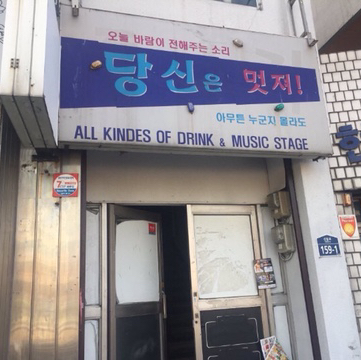 오늘 바람이 전해주는 소리
당신은 멋져!
아무튼 누군지 몰라도
ALL KINDES OF DRINK & MUSIC STAGE
159-1